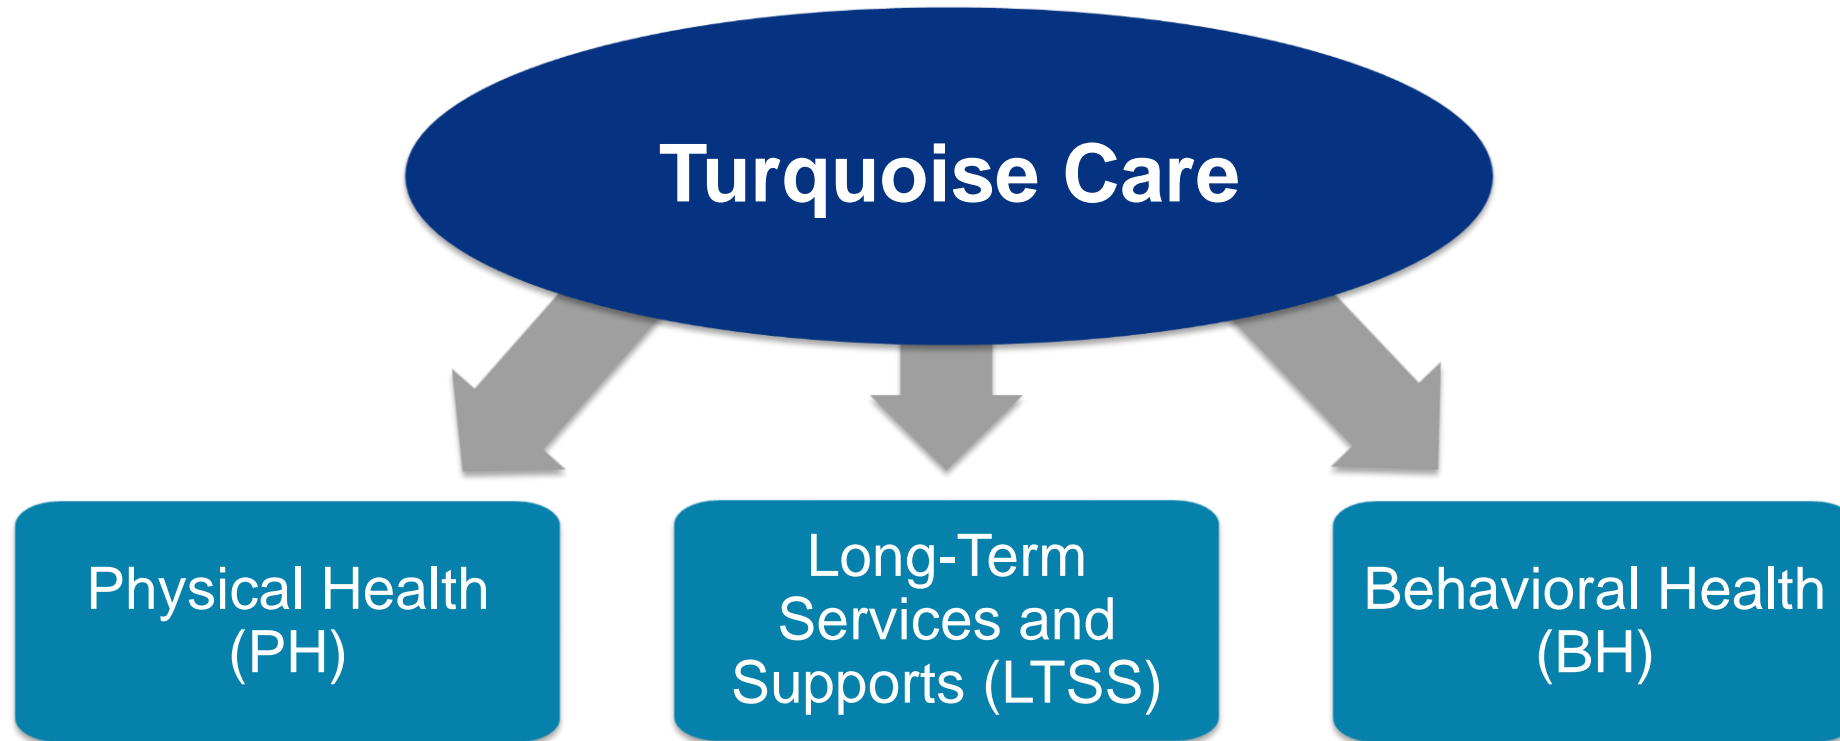 Turquoise Care
Physical Health
(PH)
Long-Term
Services and
Supports (LTSS)
Behavioral Health
(BH)